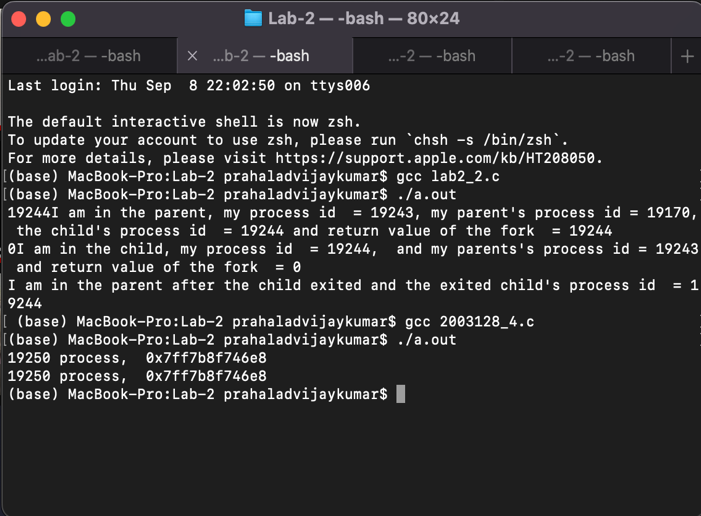 Lab-2 — -bash — 80×24
...ab-2 — -bash
× ...b-2 — -bash
...-2 — -bash
...-2 — -bash
+
Last login: Thu Sep  8 22:02:50 on ttys006
The default interactive shell is now zsh.
To update your account to use zsh, please run `chsh -s /bin/zsh`.
For more details, please visit https://support.apple.com/kb/HT208050.
[(base) MacBook-Pro:Lab-2 prahaladvijaykumar$ gcc lab2_2.c
[(base) MacBook-Pro:Lab-2 prahaladvijaykumar$ ./a.out
19244I am in the parent, my process id  = 19243, my parent's process id = 19170,
 the child's process id  = 19244 and return value of the fork  = 19244
0I am in the child, my process id  = 19244,  and my parents's process id = 19243
 and return value of the fork  = 0
I am in the parent after the child exited and the exited child's process id  = 1
9244
[ (base) MacBook-Pro:Lab-2 prahaladvijaykumar$ gcc 2003128_4.c
[(base) MacBook-Pro:Lab-2 prahaladvijaykumar$ ./a.out
19250 process,  0x7ff7b8f746e8
19250 process,  0x7ff7b8f746e8
(base) MacBook-Pro:Lab-2 prahaladvijaykumar$